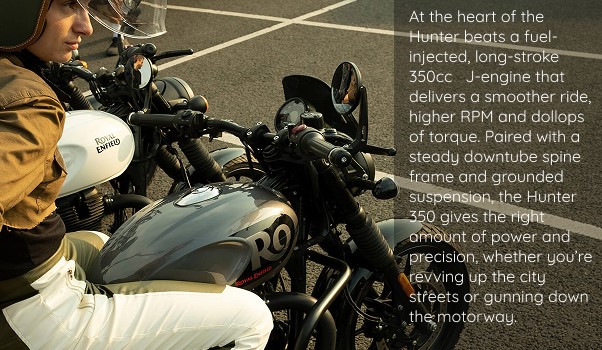 At the heart of the
Hunter beats a fuel-
injected, long-stroke
350cc J-engine that
delivers a smoother ride,
higher RPM and dollops
of torque. Paired with a
steady downtube spine
frame and grounded
suspension, the Hunter
350 gives the right
amount of power and
precision, whether you're
revving up the city
streets or gunning down
the motorway.
ROYAL
ENFIELD
RO
ROYAL ENFIELD